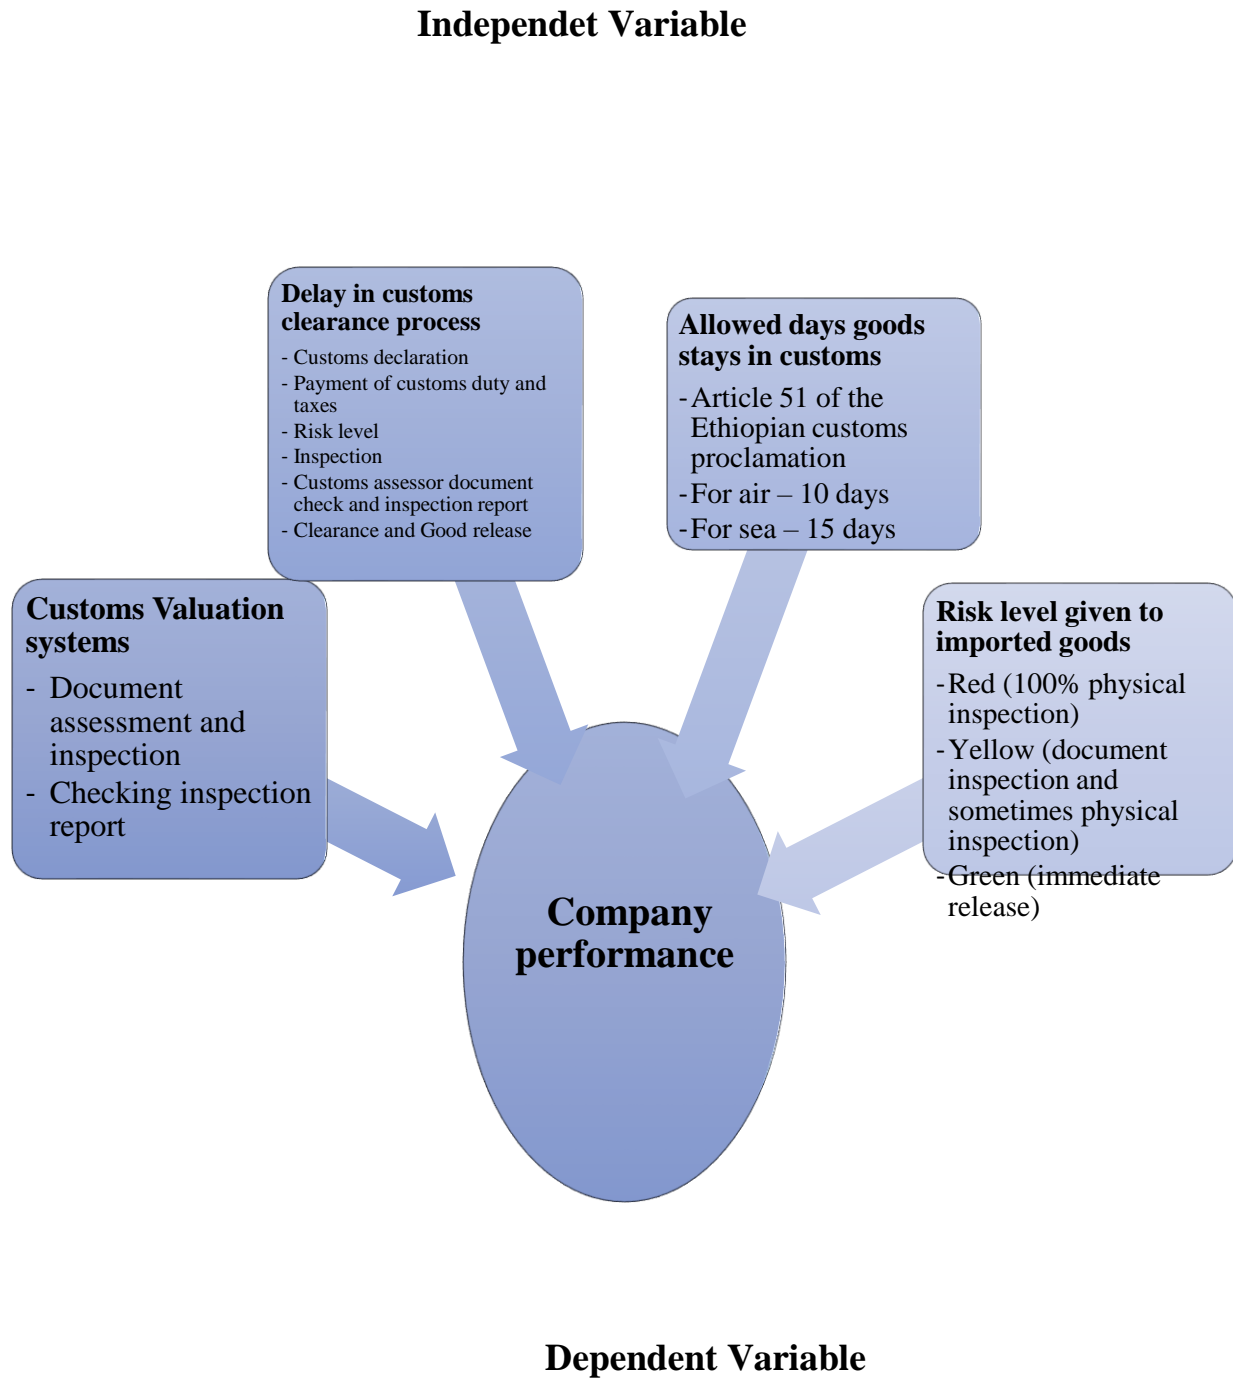 Independet Variable
Delay in customs
clearance process
- Customs declaration
- Payment of customs duty and
taxes
- Risk level
- Inspection
- Customs assessor document
check and inspection report
- Clearance and Good release
Allowed days goods
stays in customs
-Article 51 of the
Ethiopian customs
proclamation
-For air – 10 days
-For sea – 15 days
Customs Valuation
systems
- Document
assessment and
inspection
- Checking inspection
report
Risk level given to
imported goods
-Red (100% physical
inspection)
-Yellow (document
inspection and
sometimes physical
inspection)
-Green (immediate
release)
Company
performance
Dependent Variable